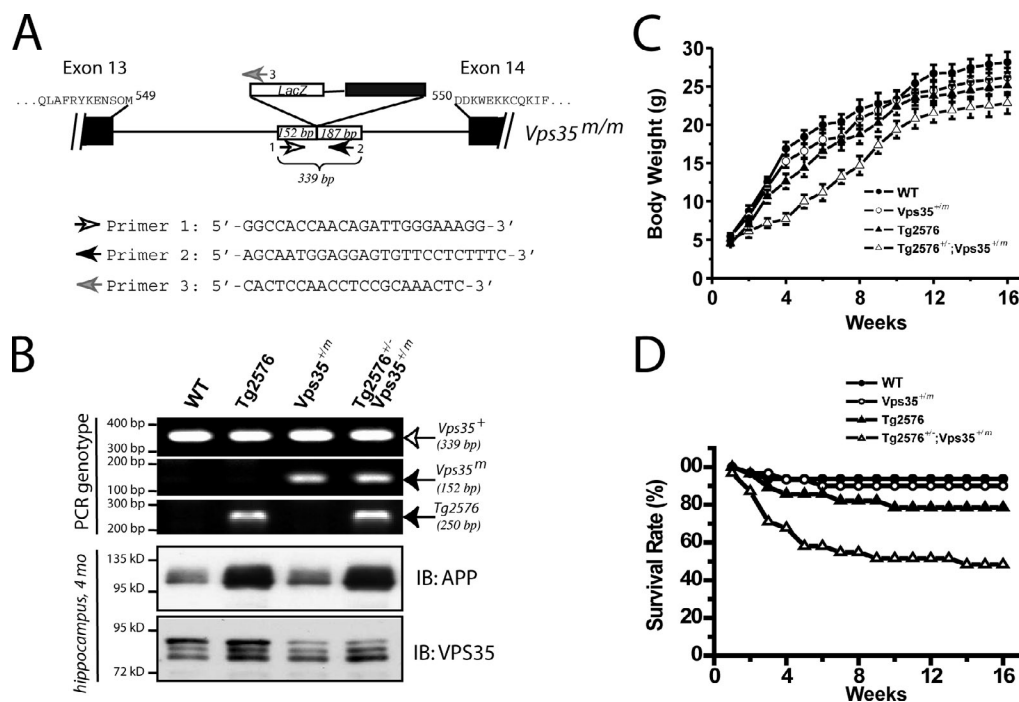 A
Exon 13
Exon 14
...QLAFRYKENSOM 549
550 DDKWEKKCQKIF...
3
LacZ
Vps35 m/m
152 bp
187 bp
1
2
339 bp
Primer 1: 5’-GGCCACCAACAGATTGGGAAAGG-3’
Primer 2: 5’-AGCAATGGAGGAGTGTTCCTCTTTC-3’
Primer 3: 5’-CACTCCAACCTCCGCAAACTC-3’
B
WT
Tg2576
Vps35+/m
Tg2576+/-
Vps35+/m
PCR genotype
400 bp
300 bp
Vps35+
(339 bp)
200 bp
100 bp
Vps35m
(152 bp)
300 bp
200 bp
Tg2576
(250 bp)
hippocampus, 4 mo
135 kD
95 kD
IB: APP
95 kD
72 kD
IB: VPS35
C
Body Weight (g)
30
25
20
15
10
5
0
WT
Vps35+/m
Tg2576
Tg2576+/-;Vps35+/m
0 4 8 12 16
Weeks
D
WT
Vps35+/m
Tg2576
Tg2576+/-;Vps35+/m
Survival Rate (%)
00
80
60
40
20
0
0 4 8 12 16
Weeks